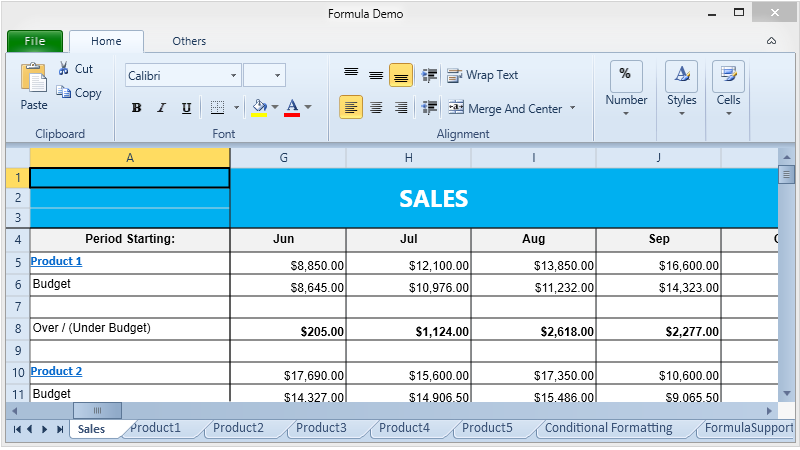 Formula Demo
File Home Others
Cut
Copy
Paste
Clipboard
Calibri
B I U A
Font
Wrap Text
Merge And Center
Alignment
%
Number
A
Styles
Cells
A G H I J
1
2 SALES
3
4 Period Starting: Jun Jul Aug Sep
5 Product 1 $8,850.00 $12,100.00 $13,850.00 $16,600.00
6 Budget $8,645.00 $10,976.00 $11,232.00 $14,323.00
7
8 Over / (Under Budget) $205.00 $1,124.00 $2,618.00 $2,277.00
9
10 Product 2 $17,690.00 $15,600.00 $17,350.00 $10,600.00
11 Budget $14,327.00 $14,906.50 $15,486.00 $9,065.50
Sales Product1 Product2 Product3 Product4 Product5 Conditional Formatting FormulaSupport